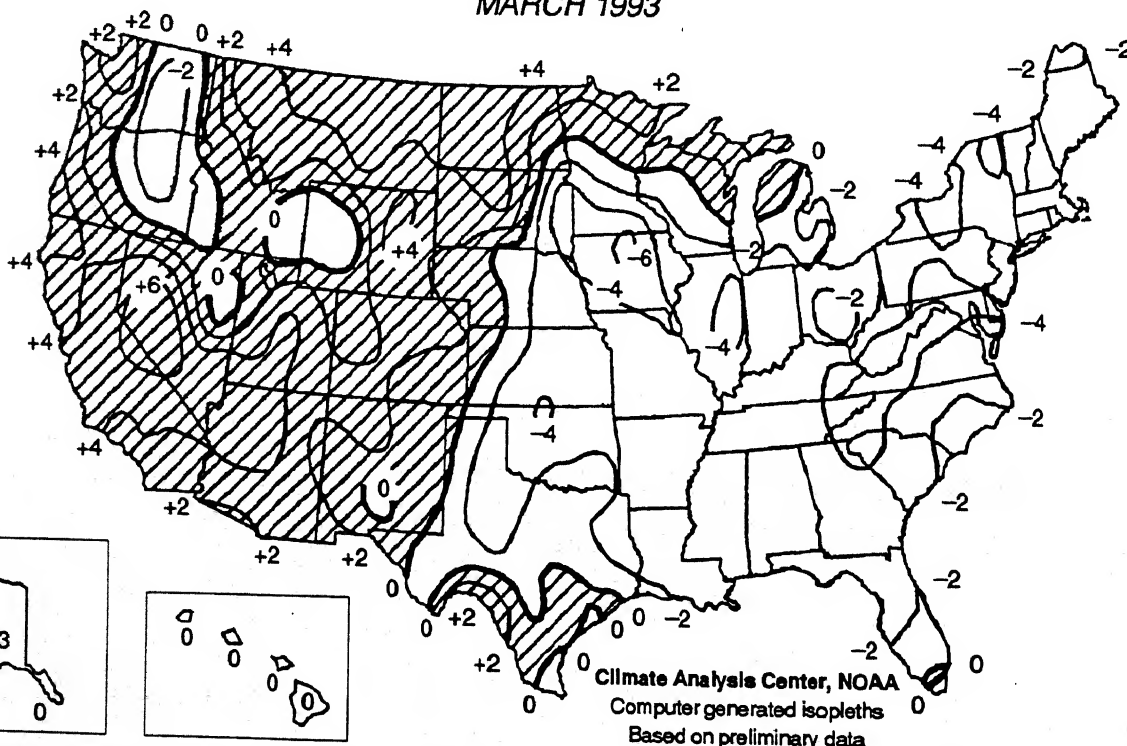 MARCH 1993
+2 +2 0 0 +2 +4 +4 +2 -2 -2
-2
+2 -4
+4 -4 0
-4 -2
0
+4 +4 -2
+6 0 -6
-4 -2
+4 -4 -4
-4 -2
+4
0
+2 -2
+2 +2
0 -2
0 +2 0 0 -2
+2 0 -2 0
0 0
3
0
0
0
0
0
Climate Analysis Center, NOAA
Computer generated isopleths
Based on preliminary data